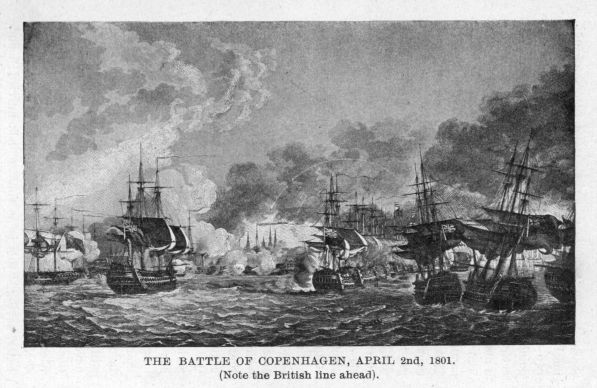 THE BATTLE OF COPENHAGEN, APRIL 2nd, 1801.
(Note the British line ahead).